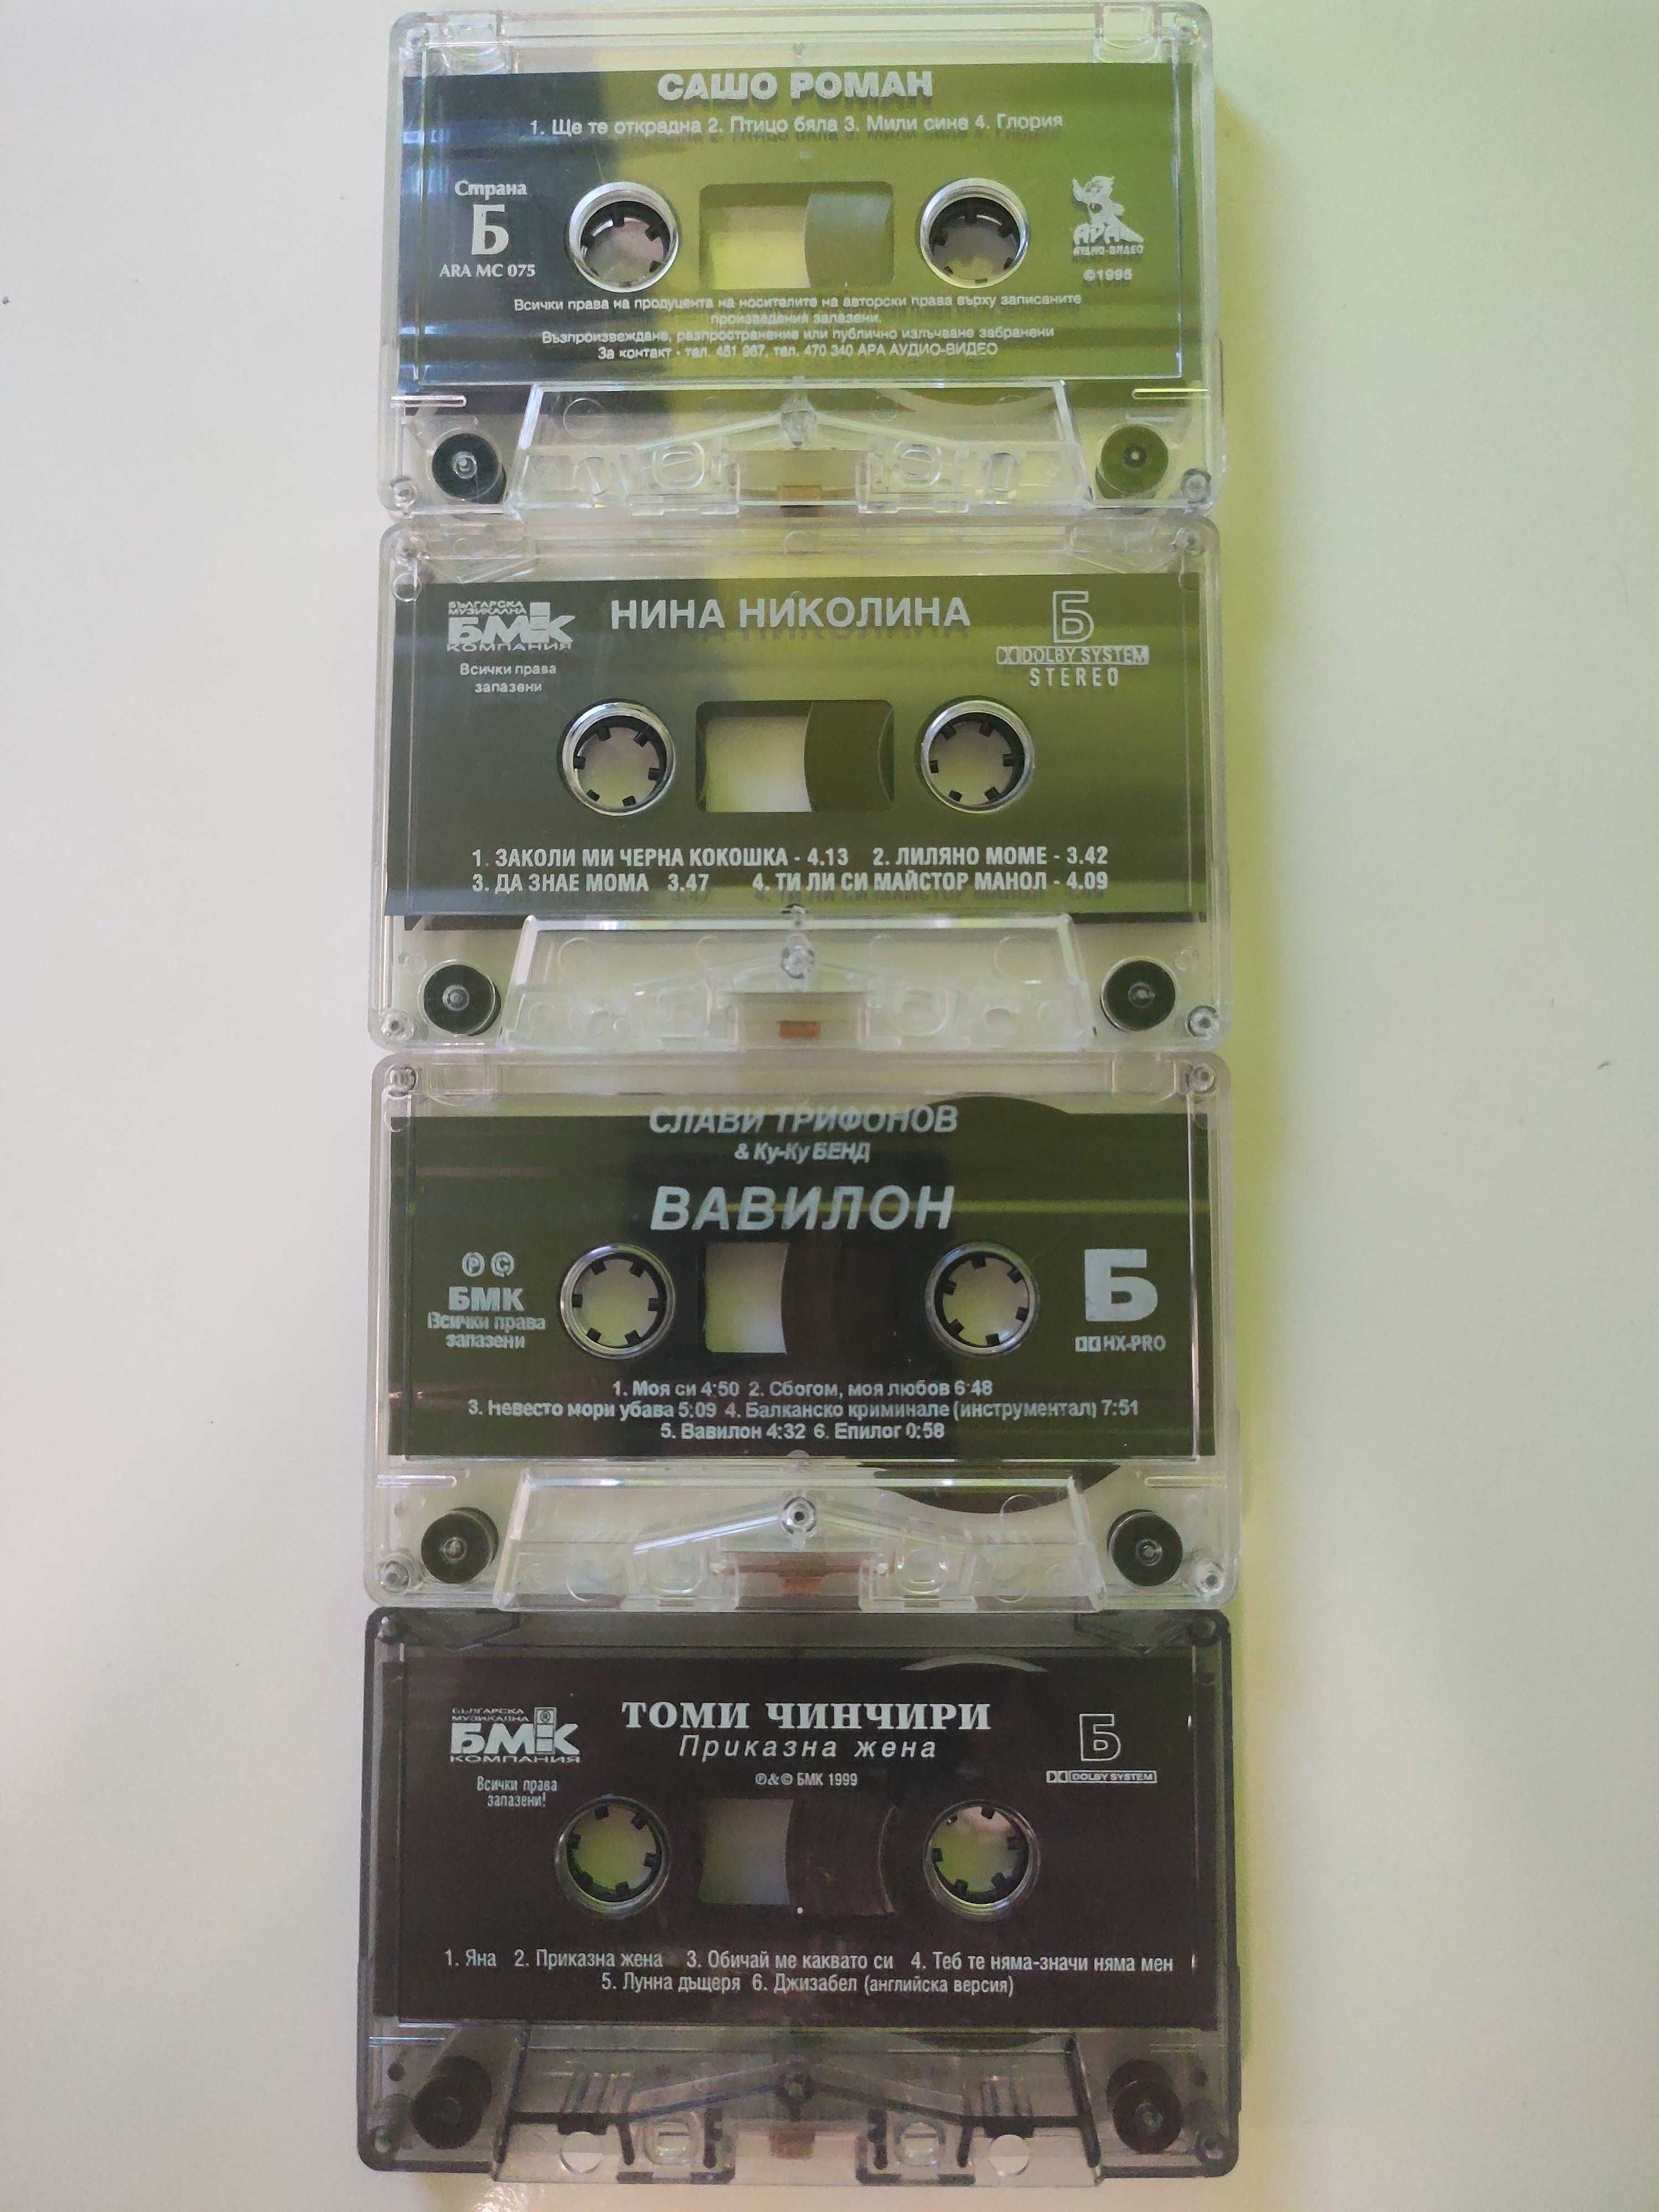 САШО РОМАН
1. Ще те открадна 2. Птицо бяла 3. Мили сине 4. Глория
Страна
Б
ARA MC 075
АРА
АУДИО-ВИДЕО
Всички права на продуцента на носителите на авторски права върху записаните
произведения запазени.
Възпроизвеждане, разпространение или публично излъчване забранени
За контакт - тел. 451 967, тел. 470 340 АРА АУДИО-ВИДЕО
БЪЛГАРСКА
МУЗИКАЛНА
БМК
КОМПАНИЯ
Всички права
запазени
НИНА НИКОЛИНА
Б
DOLBY SYSTEM
STEREO
1. ЗАКОЛИ МИ ЧЕРНА КОКОШКА - 4.13 2. ЛИЛЯНО МОМЕ - 3.42
3. ДА ЗНАЕ МОМА 3.47 4. ТИ ЛИ СИ МАЙСТОР МАНОЛ - 4.09
СЛАВИ ТРИФОНОВ
& Ку-Ку БЕНД
ВАВИЛОН
Ⓟ ©
БМК
Всички права
запазени
Б
HX-PRO
1. Моя си 4:50 2. Сбогом, моя любов 6:48
3. Невесто мори убава 5:09 4. Балканско криминале (инструментал) 7:51
5. Вавилон 4:32 6. Епилог 0:58
БЪЛГАРСКА
МУЗИКАЛНА
БМК ®
КОМПАНИЯ
Всички права
запазени!
ТОМИ ЧИНЧИРИ
Приказна жена
Ⓟ&© БМК 1999
Б
DOLBY SYSTEM
1. Яна 2. Приказна жена 3. Обичай ме каквато си 4. Теб те няма-значи няма мен
5. Лунна дъщеря 6. Джизабел (английска версия)